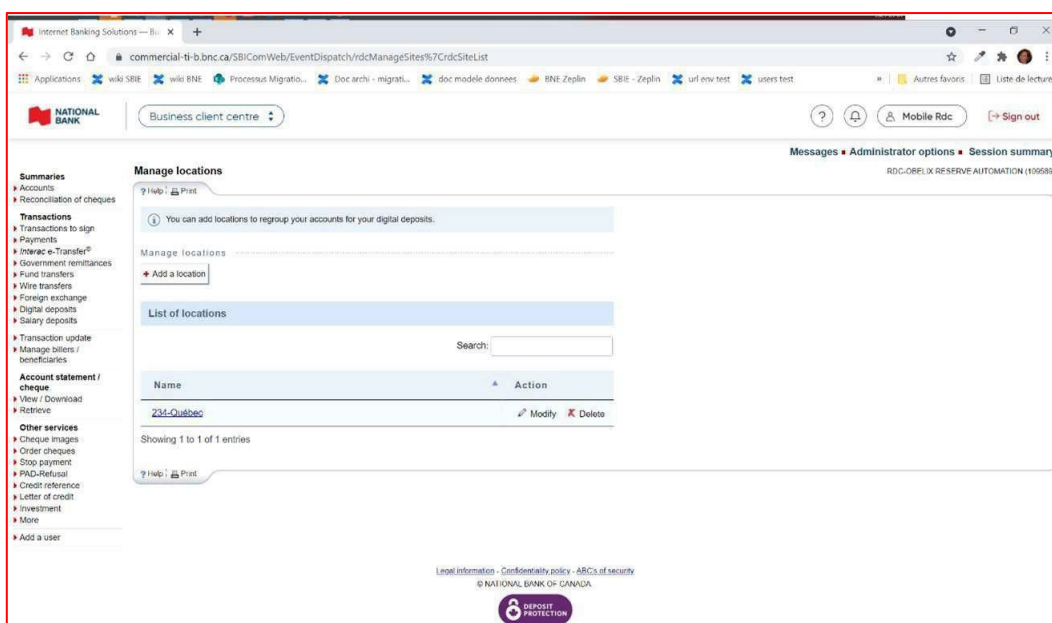 Internet Banking Solutions — Bu
commercial-ti-b.bnc.ca/SBIComWeb/EventDispatch/rdcManageSites%7CrdcSiteList
Applications wiki SBIE wiki BNE Processus Migratio... Doc archi - migrati... doc modele donnees BNE Zeplin SBIE - Zeplin url env test users test » Autres favoris Liste de lecture
NATIONAL
BANK
Business client centre
? Mobile Rdc Sign out
Messages Administrator options Session summary
RDC-OBELIX RESERVE AUTOMATION (109589
Summaries
Accounts
Reconciliation of cheques
Transactions
Transactions to sign
Payments
Interac e-Transfer®
Government remittances
Fund transfers
Wire transfers
Foreign exchange
Digital deposits
Salary deposits
Transaction update
Manage billers /
beneficiaries
Account statement /
cheque
View / Download
Retrieve
Other services
Cheque images
Order cheques
Stop payment
PAD-Refusal
Credit reference
Letter of credit
Investment
More
Add a user
Manage locations
? Help Print
You can add locations to regroup your accounts for your digital deposits.
Manage locations
+ Add a location
List of locations
Search:
Name Action
234-Québec Modify X Delete
Showing 1 to 1 of 1 entries
? Help Print
Legal information - Confidentiality policy - ABC's of security
© NATIONAL BANK OF CANADA
DEPOSIT
PROTECTION